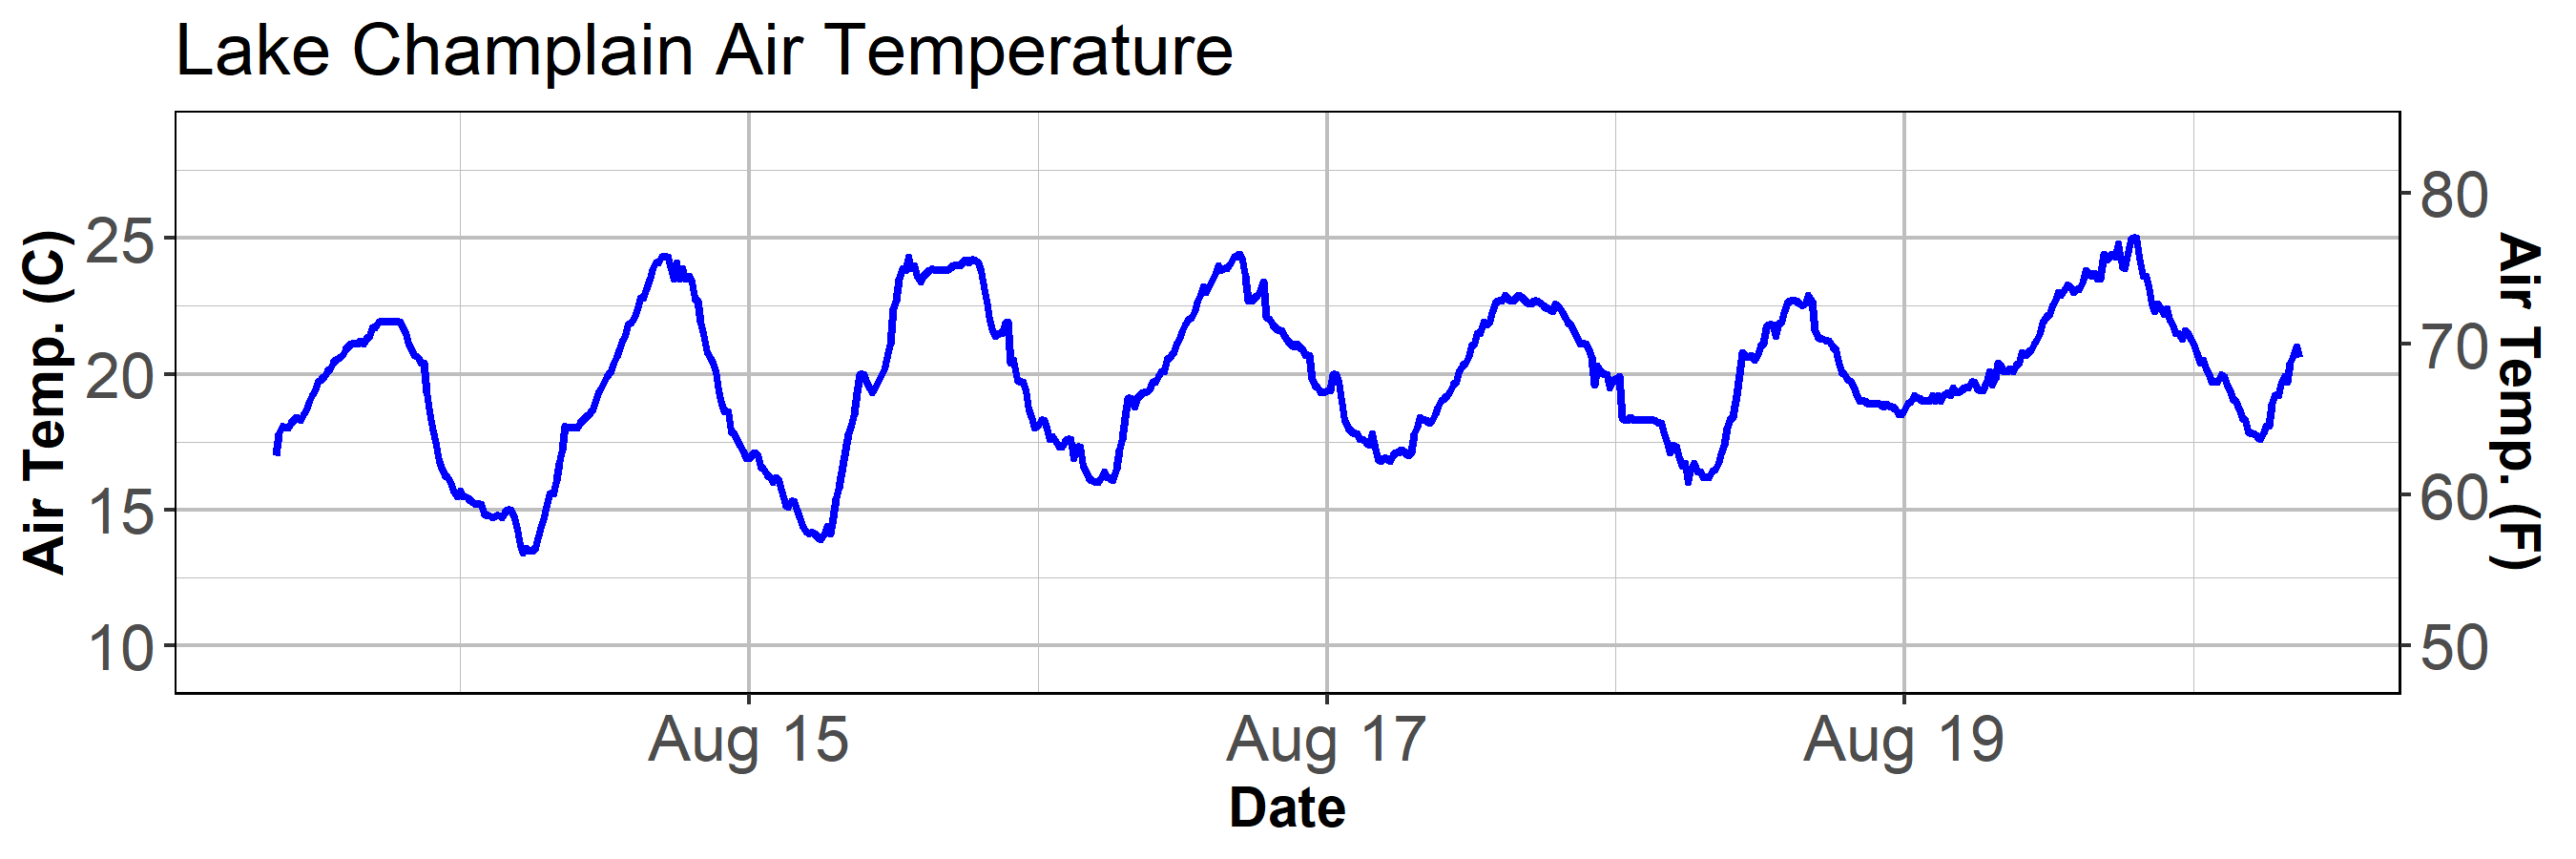 Lake Champlain Air Temperature
Air Temp. (C)
25
20
15
10
80
70
60
50
Air Temp. (F)
Aug 15
Aug 17
Aug 19
Date